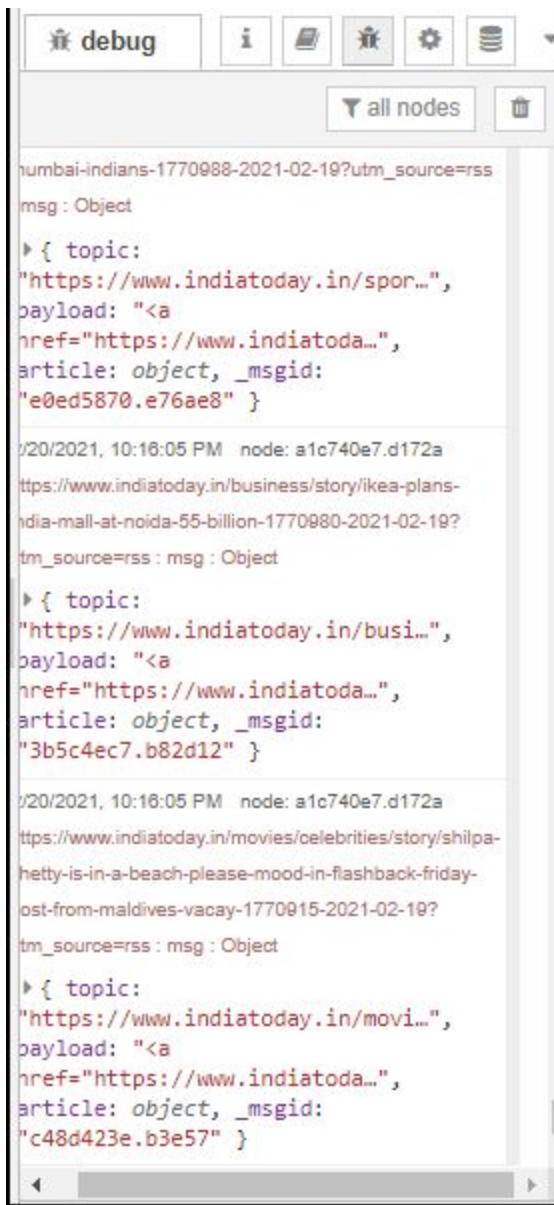 debug
i
all nodes
umbai-indians-1770988-2021-02-19?utm_source=rss
msg : Object
{ topic:
"https://www.indiatoday.in/spor…",
payload: "<a
href="https://www.indiatoda…",
article: object, _msgid:
"e0ed5870.e76ae8" }
/20/2021, 10:16:05 PM node: a1c740e7.d172a
ttps://www.indiatoday.in/business/story/ikea-plans-
dia-mall-at-noida-55-billion-1770980-2021-02-19?
tm_source=rss : msg : Object
{ topic:
"https://www.indiatoday.in/busi…",
payload: "<a
href="https://www.indiatoda…",
article: object, _msgid:
"3b5c4ec7.b82d12" }
/20/2021, 10:16:05 PM node: a1c740e7.d172a
ttps://www.indiatoday.in/movies/celebrities/story/shilpa-
hetty-is-in-a-beach-please-mood-in-flashback-friday-
ost-from-maldives-vacay-1770915-2021-02-19?
tm_source=rss : msg : Object
{ topic:
"https://www.indiatoday.in/movi…",
payload: "<a
href="https://www.indiatoda…",
article: object, _msgid:
"c48d423e.b3e57" }